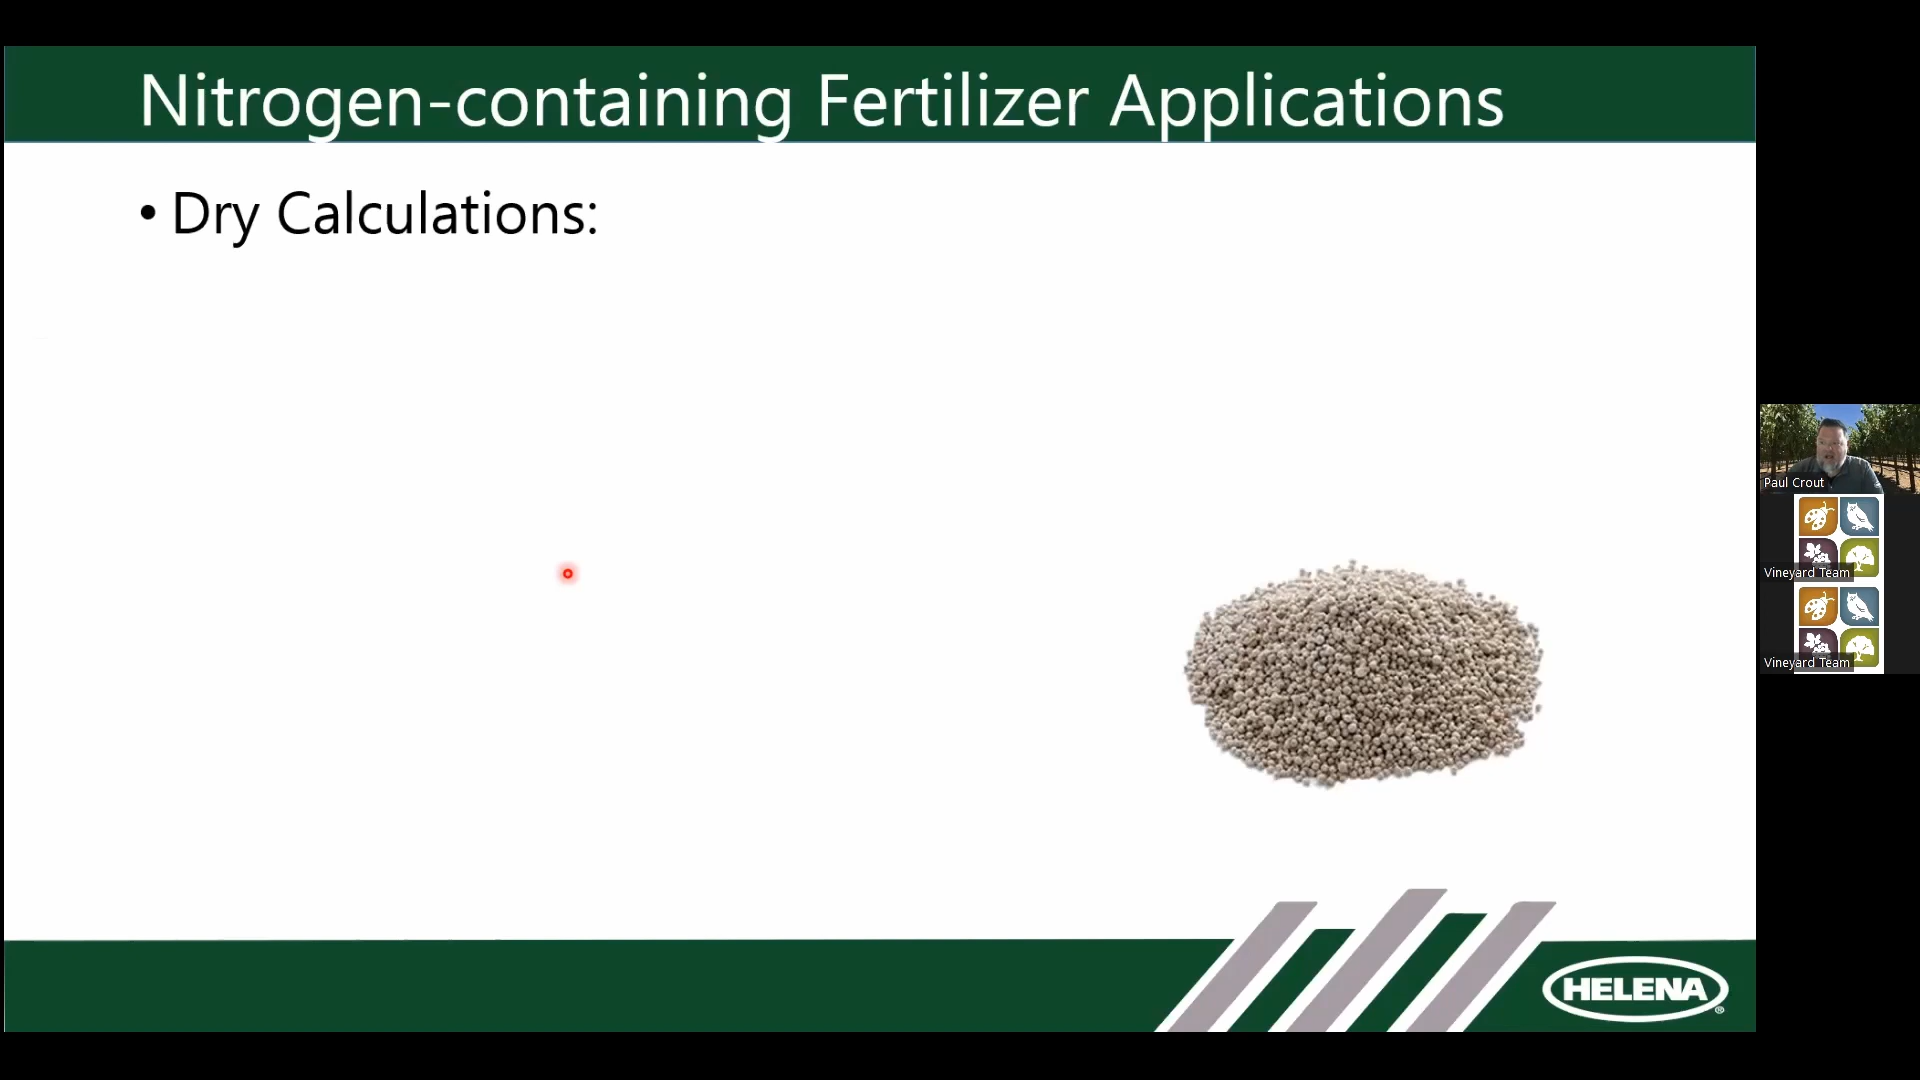 Nitrogen-containing Fertilizer Applications
• Dry Calculations:
Paul Crout
Vineyard Team
Vineyard Team
HELENA®